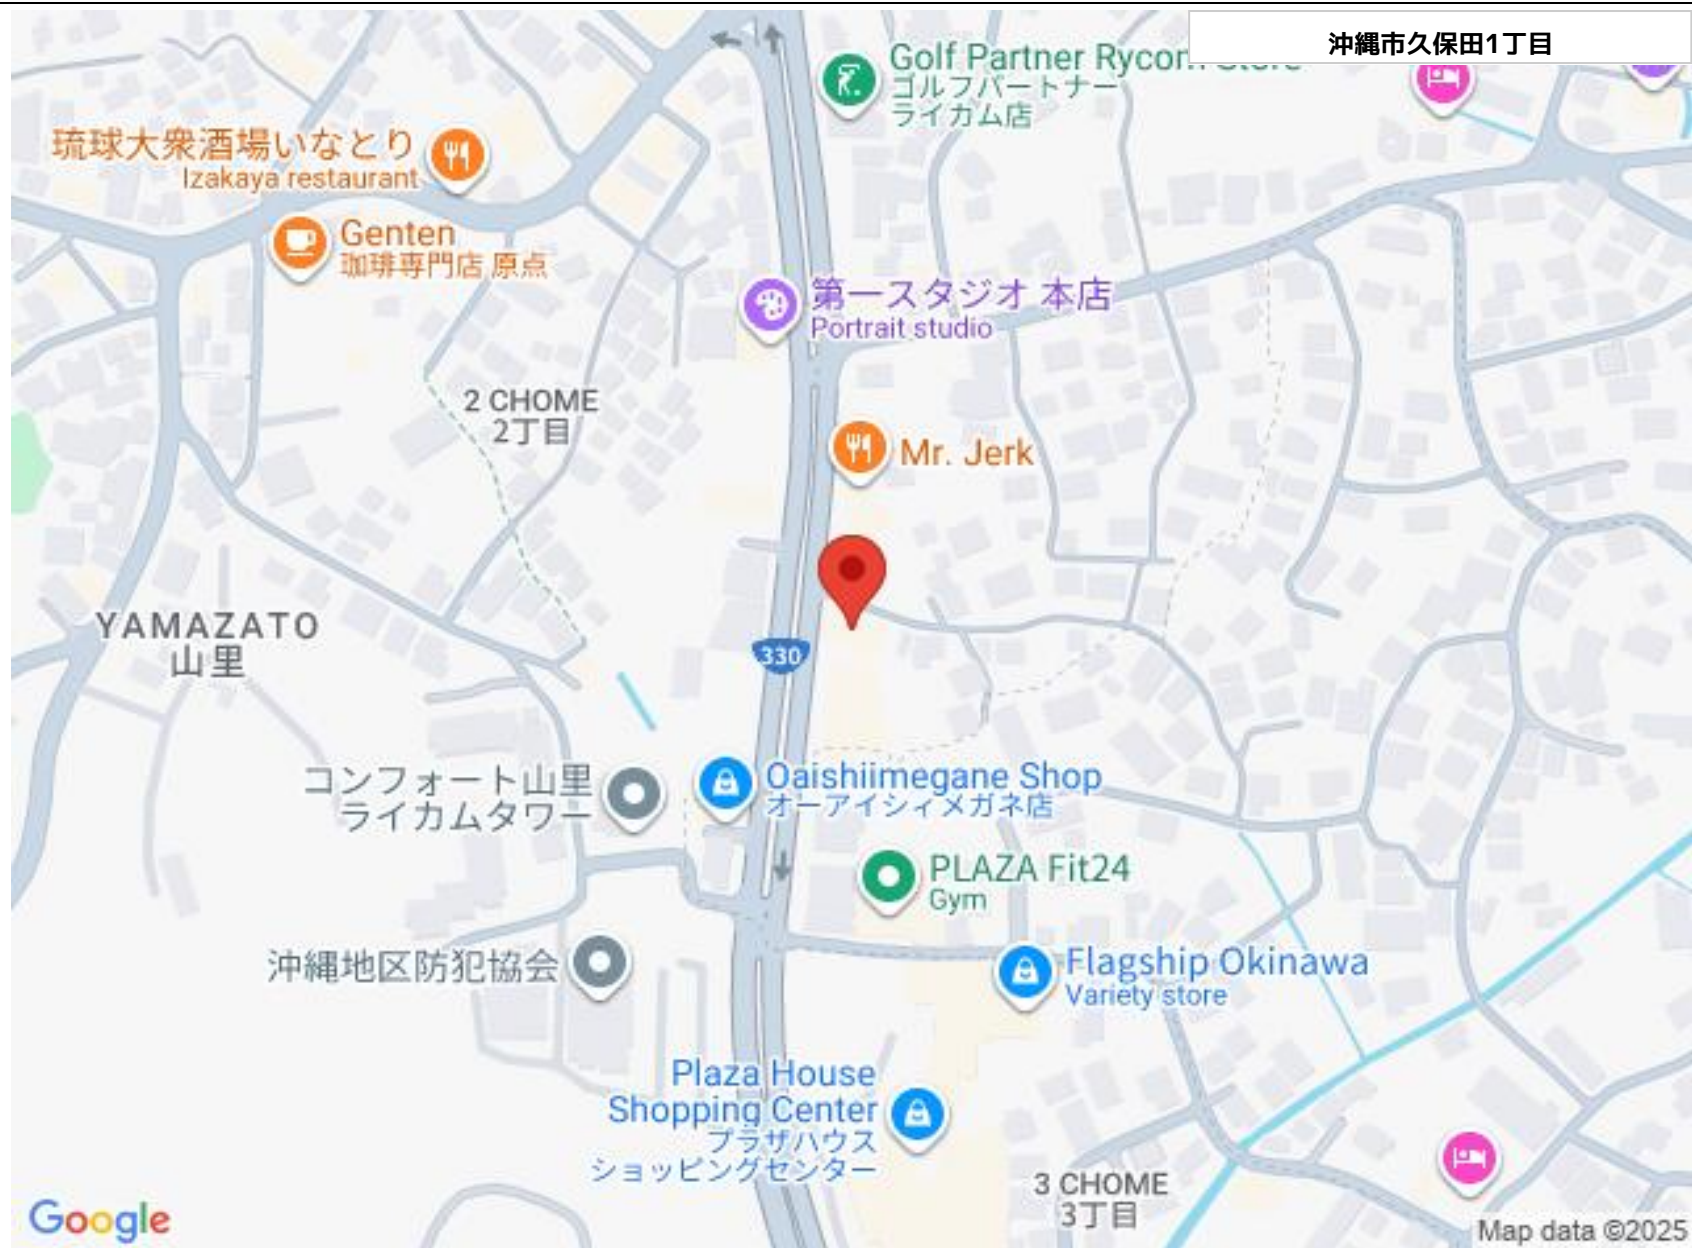 沖縄市久保田1丁目
Golf Partner Rycom Store
ゴルフパートナー
ライカム店
琉球大衆酒場いなとり
Izakaya restaurant
Genten
珈琲専門店 原点
第一スタジオ 本店
Portrait studio
2 CHOME
2丁目
Mr. Jerk
YAMAZATO
山里
330
コンフォート山里
ライカムタワー
Oaishiimegane Shop
オーアイシィメガネ店
PLAZA Fit24
Gym
沖縄地区防犯協会
Flagship Okinawa
Variety store
Plaza House
Shopping Center
プラザハウス
ショッピングセンター
3 CHOME
3丁目
Google
Map data ©2025